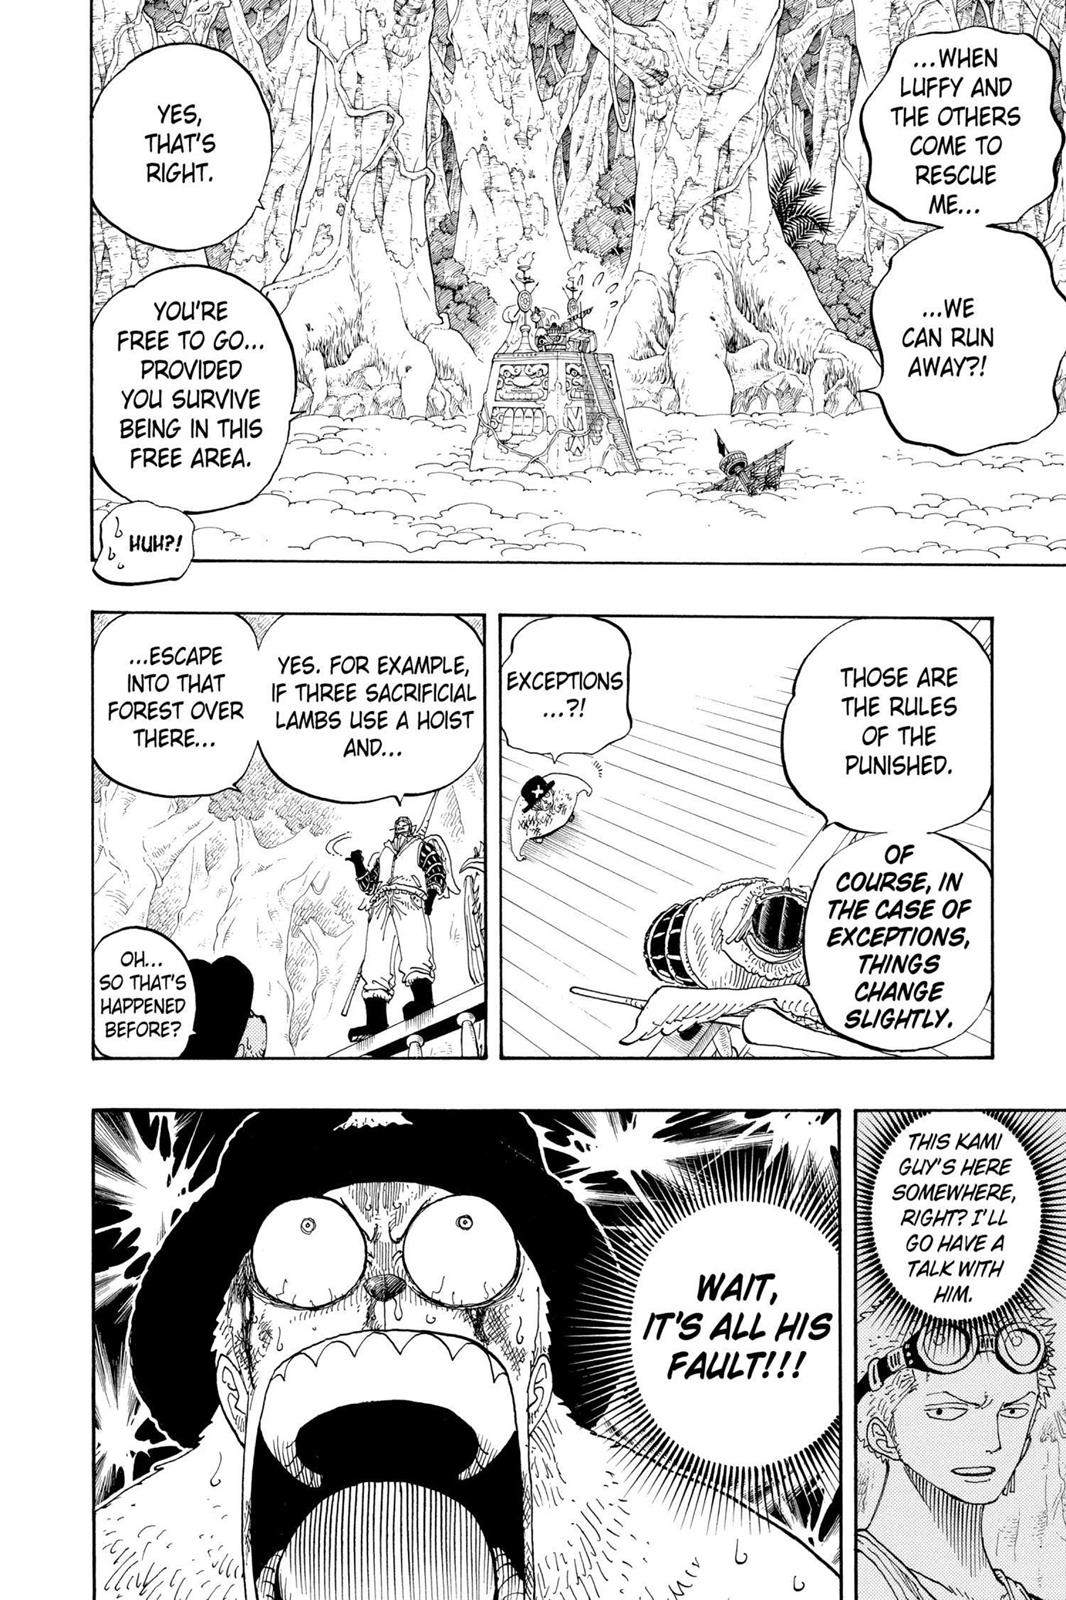 ...WHEN
LUFFY AND
THE OTHERS
COME TO
RESCUE
ME...
...WE
CAN RUN
AWAY?!
YES,
THAT'S
RIGHT.
YOU'RE
FREE TO GO...
PROVIDED
YOU SURVIVE
BEING IN THIS
FREE AREA.
HUH?!
THOSE ARE
THE RULES
OF THE
PUNISHED.
OF
COURSE, IN
THE CASE OF
EXCEPTIONS,
THINGS
CHANGE
SLIGHTLY.
EXCEPTIONS
...?!
YES. FOR EXAMPLE,
IF THREE SACRIFICIAL
LAMBS USE A HOIST
AND...
...ESCAPE
INTO THAT
FOREST OVER
THERE...
OH...
SO THAT'S
HAPPENED
BEFORE?
THIS KAMI
GUY'S HERE
SOMEWHERE,
RIGHT? I'LL
GO HAVE A
TALK WITH
HIM.
WAIT,
IT'S ALL HIS
FAULT!!!